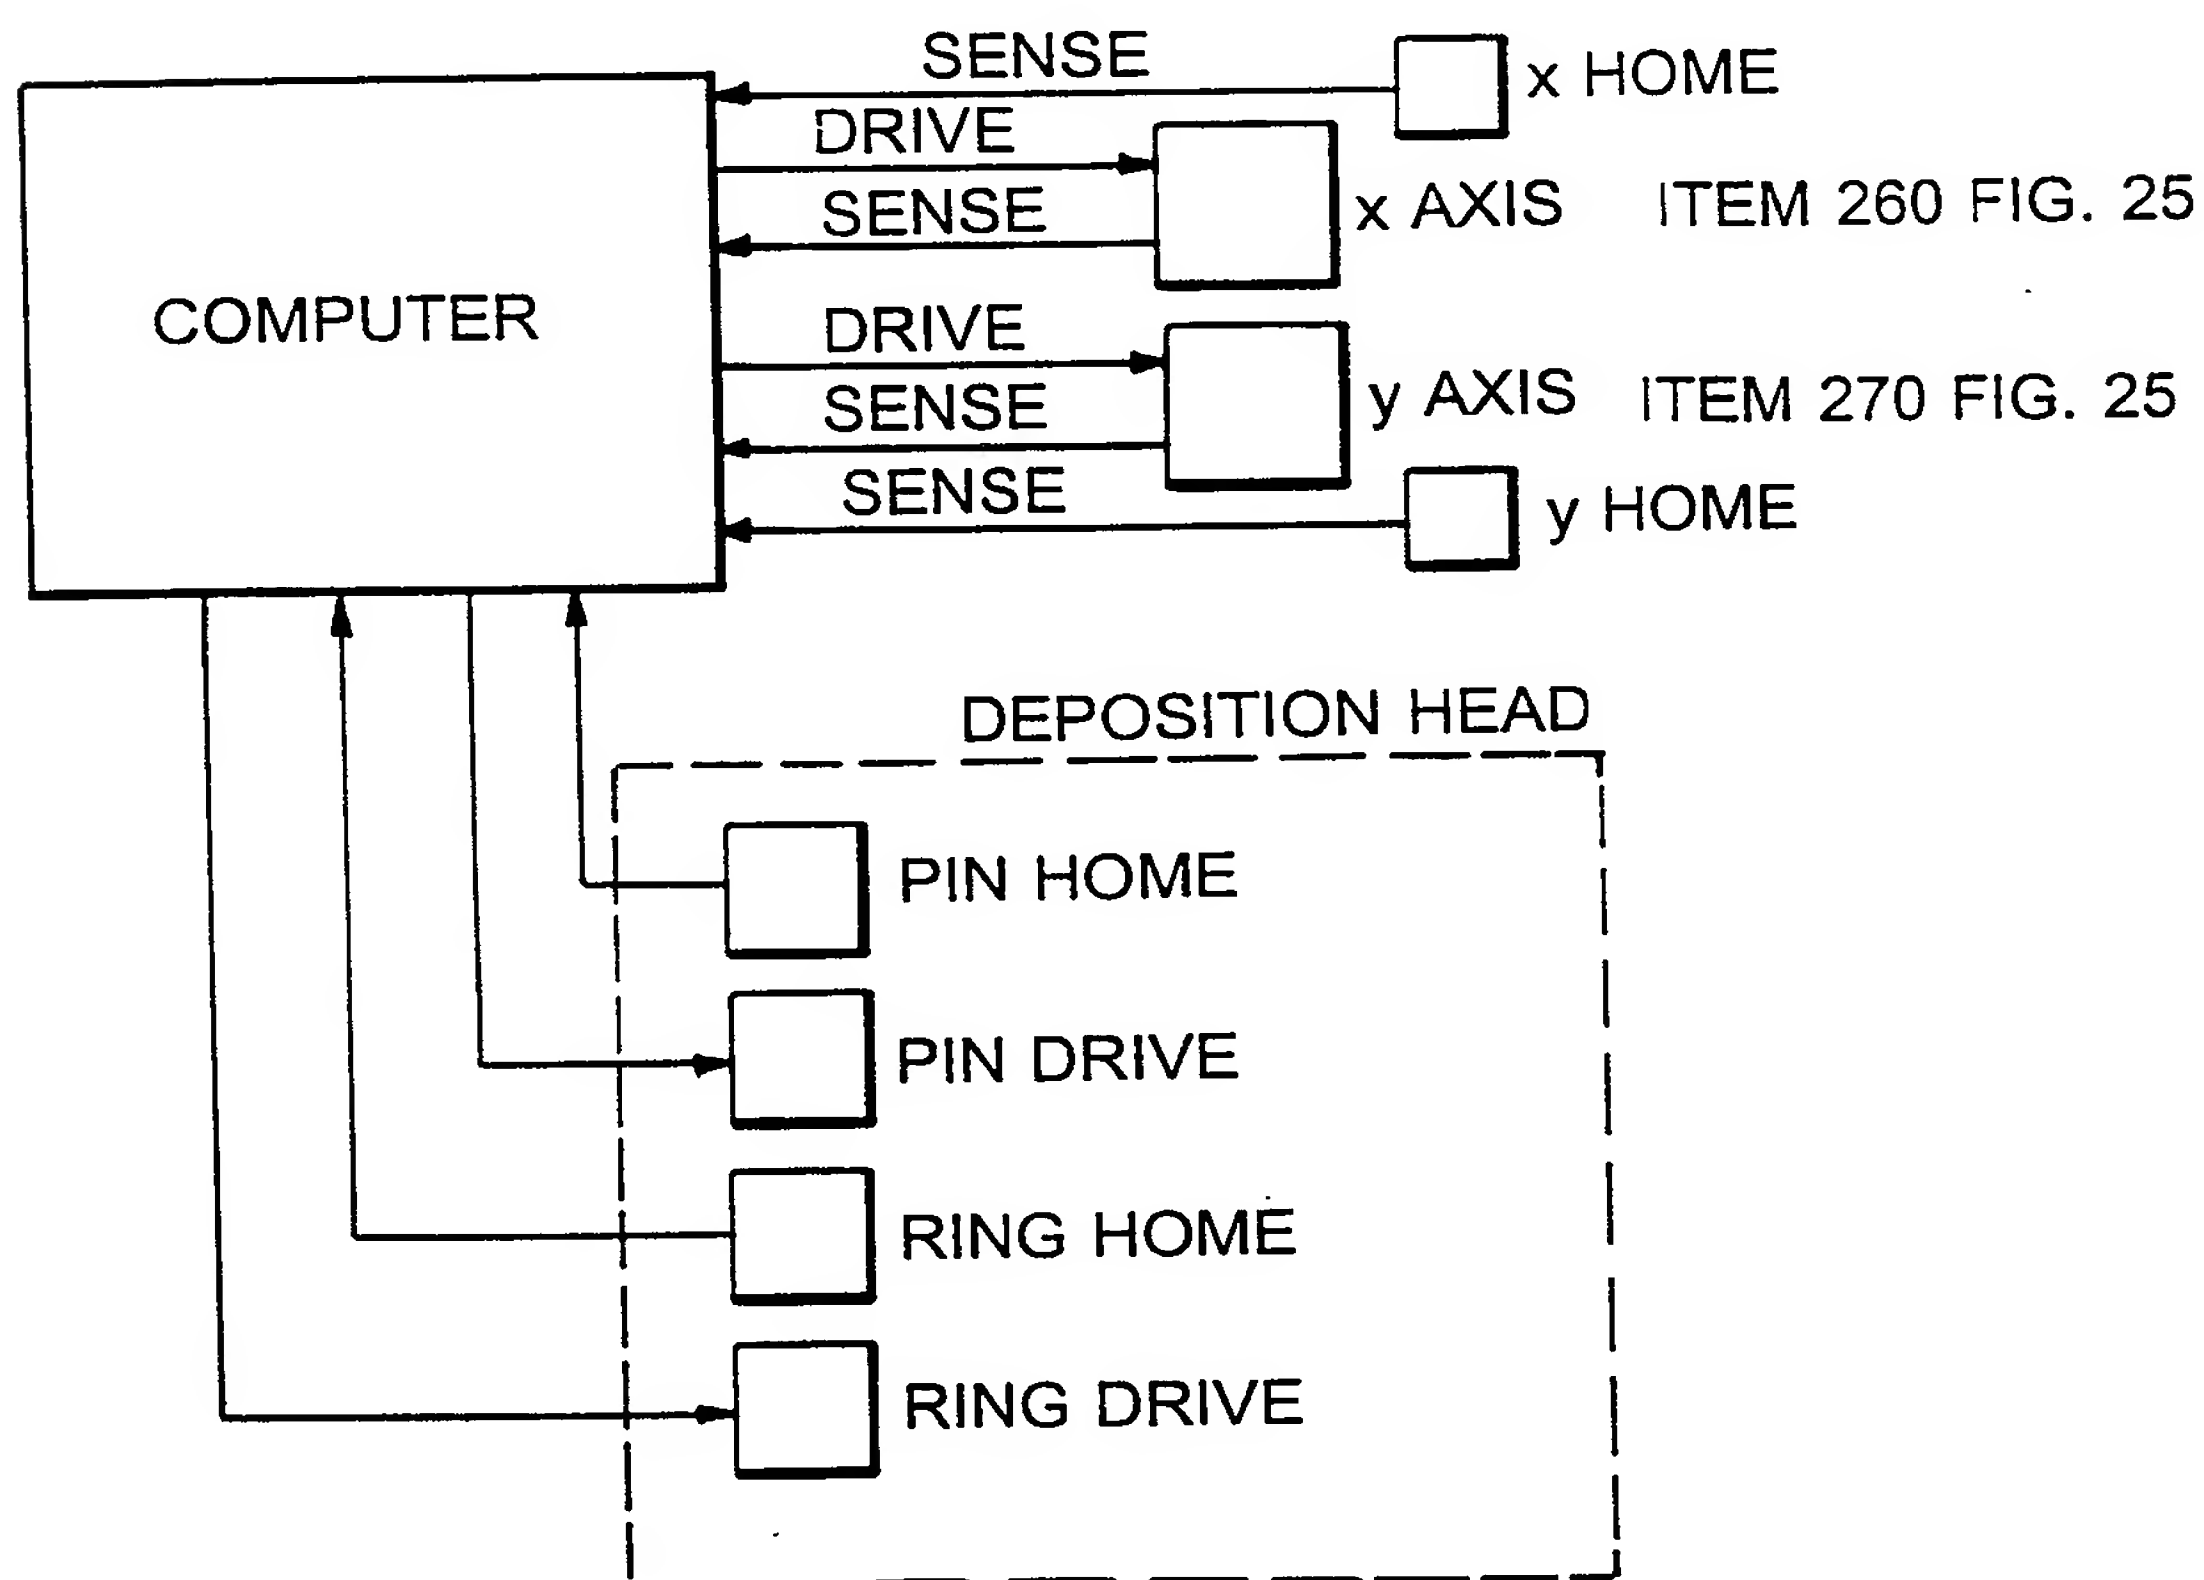 SENSE
x HOME
DRIVE
SENSE
x AXIS ITEM 260 FIG. 25
COMPUTER
DRIVE
SENSE
y AXIS ITEM 270 FIG. 25
SENSE
y HOME
DEPOSITION HEAD
PIN HOME
PIN DRIVE
RING HOME
RING DRIVE